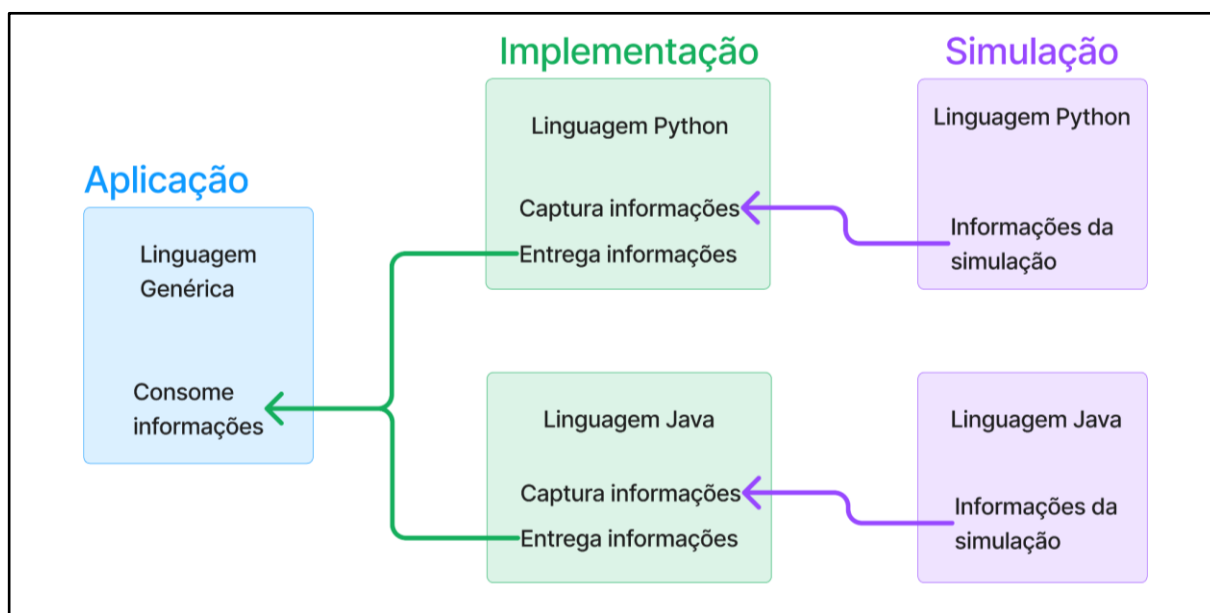 Aplicação
Linguagem
Genérica
Consome
informações
Implementação
Linguagem Python
Captura informações
Entrega informações
Linguagem Java
Captura informações
Entrega informações
Simulação
Linguagem Python
Informações da
simulação
Linguagem Java
Informações da
simulação